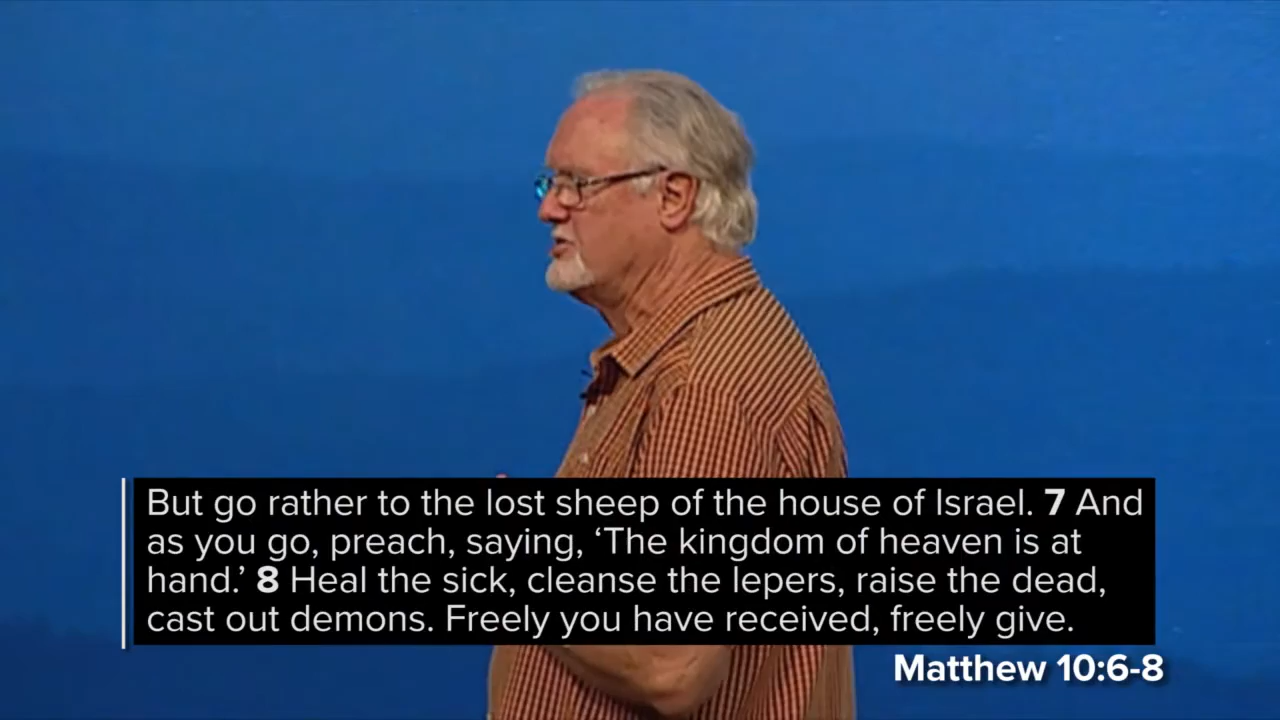 But go rather to the lost sheep of the house of Israel. 7 And
as you go, preach, saying, ‘The kingdom of heaven is at
hand.’ 8 Heal the sick, cleanse the lepers, raise the dead,
cast out demons. Freely you have received, freely give.
Matthew 10:6-8